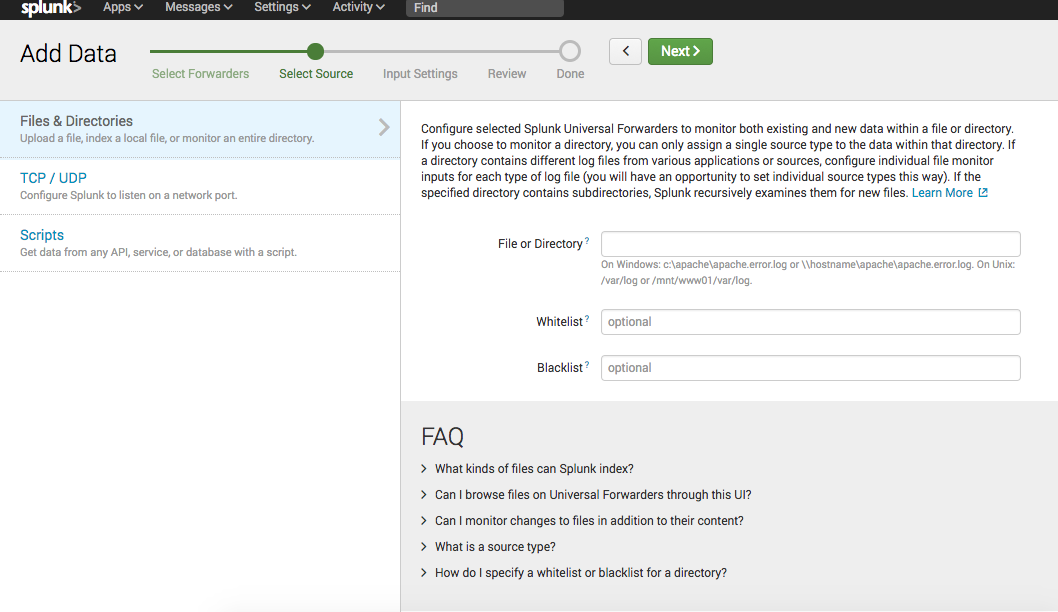 splunk> Apps Messages Settings Activity Find
Add Data
Select Forwarders Select Source Input Settings Review Done
< Next >
Files & Directories
Upload a file, index a local file, or monitor an entire directory.
TCP / UDP
Configure Splunk to listen on a network port.
Scripts
Get data from any API, service, or database with a script.
Configure selected Splunk Universal Forwarders to monitor both existing and new data within a file or directory.
If you choose to monitor a directory, you can only assign a single source type to the data within that directory. If
a directory contains different log files from various applications or sources, configure individual file monitor
inputs for each type of log file (you will have an opportunity to set individual source types this way). If the
specified directory contains subdirectories, Splunk recursively examines them for new files. Learn More
File or Directory ?
On Windows: c:\apache\apache.error.log or \\hostname\apache\apache.error.log. On Unix:
/var/log or /mnt/www01/var/log.
Whitelist ? optional
Blacklist ? optional
FAQ
> What kinds of files can Splunk index?
> Can I browse files on Universal Forwarders through this UI?
> Can I monitor changes to files in addition to their content?
> What is a source type?
> How do I specify a whitelist or blacklist for a directory?